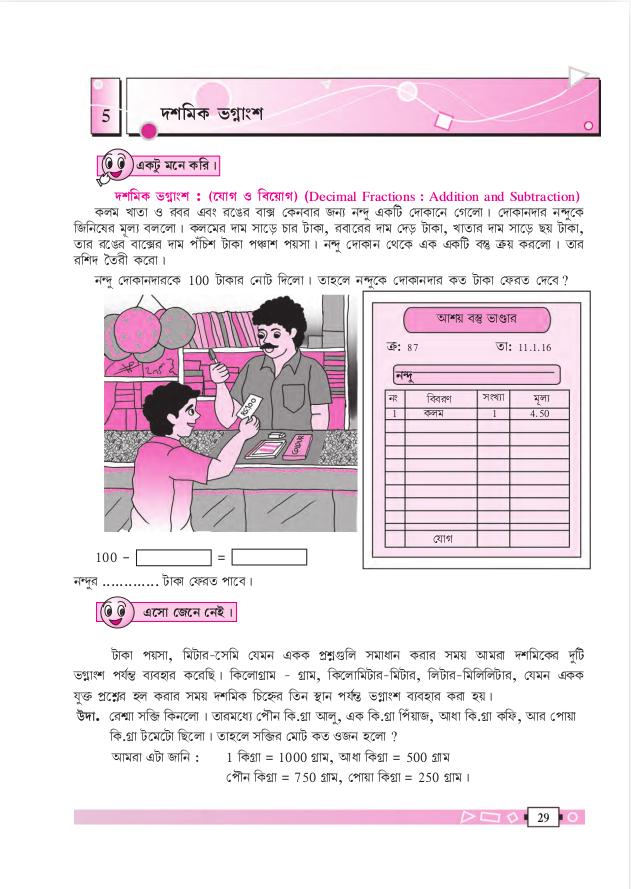 5
দশমিক ভগ্নাংশ
একটু মনে করি।
দশমিক ভগ্নাংশ : (যোগ ও বিয়োগ) (Decimal Fractions : Addition and Subtraction)
কলম খাতা ও রবর এবং রঙের বাক্স কেনবার জন্য নন্দু একটি দোকানে গেলো। দোকানদার নন্দুকে
জিনিষের মূল্য বললো। কলমের দাম সাড়ে চার টাকা, রবারের দাম দেড় টাকা, খাতার দাম সাড়ে ছয় টাকা,
তার রঙের বাক্সের দাম পঁচিশ টাকা পঞ্চাশ পয়সা। নন্দু দোকান থেকে এক একটি বস্তু ক্রয় করলো। তার
রশিদ তৈরী করো।
নন্দু দোকানদারকে 100 টাকার নোট দিলো। তাহলে নন্দুকে দোকানদার কত টাকা ফেরত দেবে?
আশয় বস্তু ভাণ্ডার
ক্র: 87 তা: 11.1.16
নন্দু
নং বিবরণ সংখ্যা মূল্য
1 কলম 1 4.50
যোগ
100 – =
নন্দুর ............. টাকা ফেরত পাবে।
এসো জেনে নেই।
টাকা পয়সা, মিটার-সেমি যেমন একক প্রশ্নগুলি সমাধান করার সময় আমরা দশমিকের দুটি
ভগ্নাংশ পর্যন্ত ব্যবহার করেছি। কিলোগ্রাম - গ্রাম, কিলোমিটার-মিটার, লিটার-মিলিলিটার, যেমন একক
যুক্ত প্রশ্নের হল করার সময় দশমিক চিহ্নের তিন স্থান পর্যন্ত ভগ্নাংশ ব্যবহার করা হয়।
উদা. রেশ্মা সব্জি কিনলো। তারমধ্যে পৌন কি.গ্রা আলু, এক কি.গ্রা পিঁয়াজ, আধা কি.গ্রা কফি, আর পোয়া
কি.গ্রা টমেটো ছিলো। তাহলে সব্জির মোট কত ওজন হলো ?
আমরা এটা জানি : 1 কিগ্রা = 1000 গ্রাম, আধা কিগ্রা = 500 গ্রাম
পৌন কিগ্রা = 750 গ্রাম, পোয়া কিগ্রা = 250 গ্রাম।
29